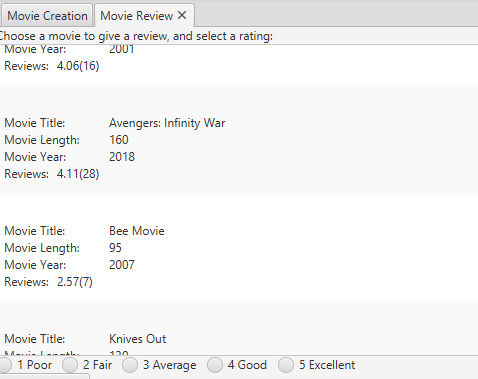 Movie Creation Movie Review
Choose a movie to give a review, and select a rating:
Movie Year: 2001
Reviews: 4.06(16)
Movie Title: Avengers: Infinity War
Movie Length: 160
Movie Year: 2018
Reviews: 4.11(28)
Movie Title: Bee Movie
Movie Length: 95
Movie Year: 2007
Reviews: 2.57(7)
Movie Title: Knives Out
Movie Length: 130
1 Poor 2 Fair 3 Average 4 Good 5 Excellent